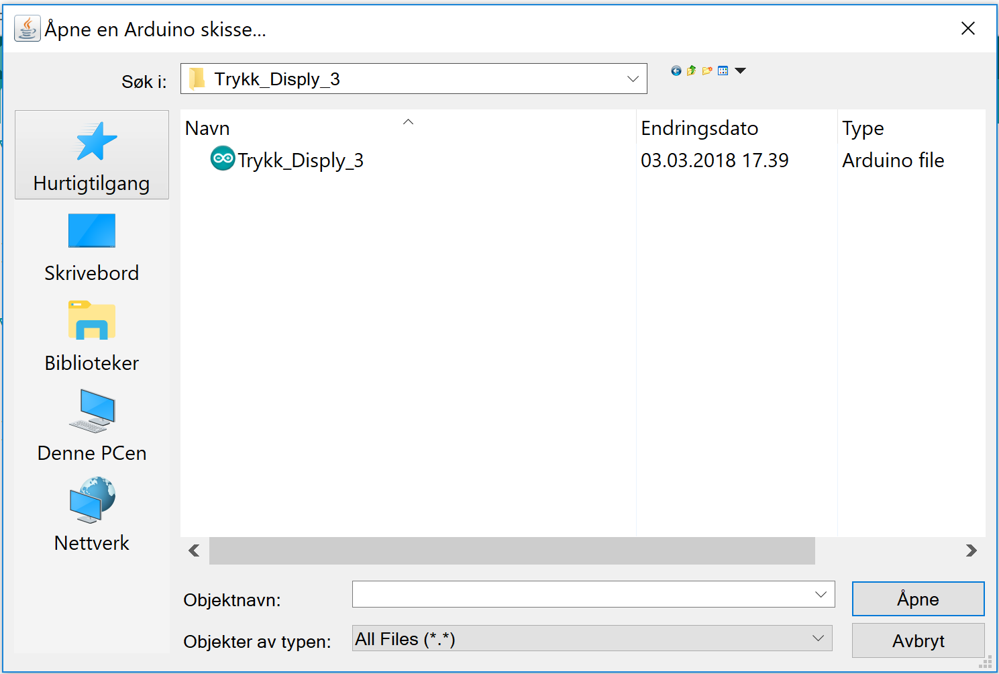 Åpne en Arduino skisse...
Søk i: Trykk_Disply_3
Hurtigtilgang
Skrivebord
Biblioteker
Denne PCen
Nettverk
Navn Endringsdato Type
Trykk_Disply_3 03.03.2018 17.39 Arduino file
Objektnavn: Åpne
Objekter av typen: All Files (*.*) Avbryt